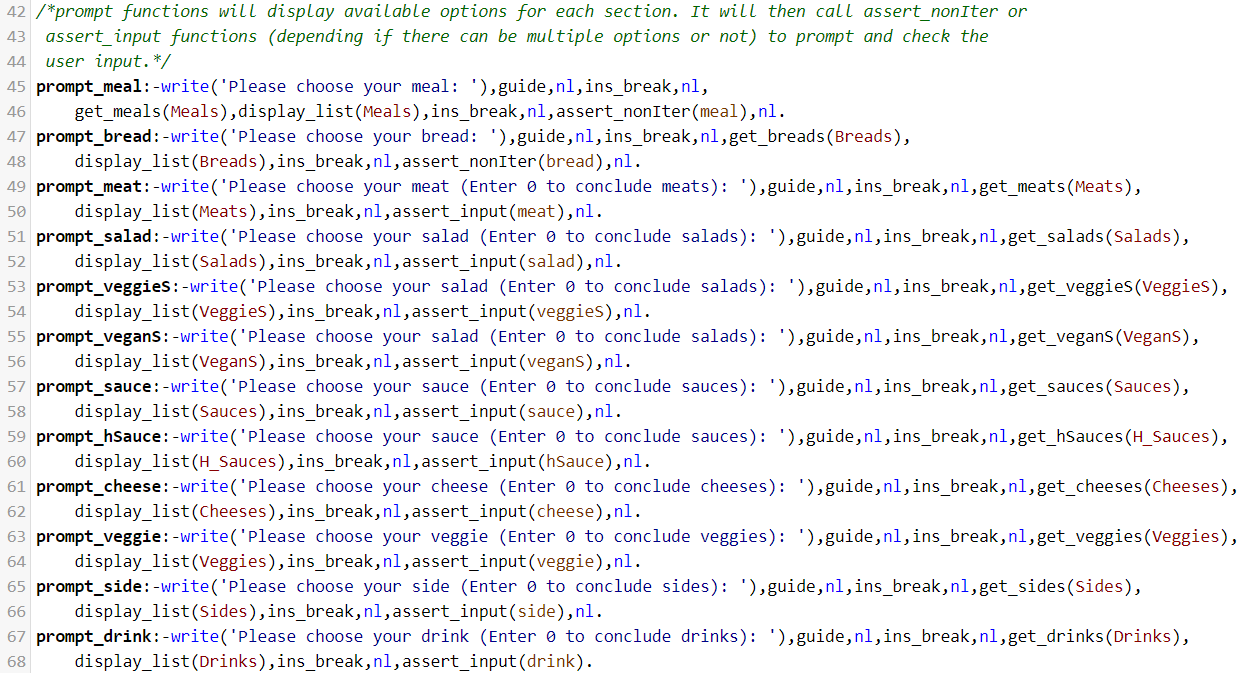 42 /*prompt functions will display available options for each section. It will then call assert_nonIter or
43 assert_input functions (depending if there can be multiple options or not) to prompt and check the
44 user input.*/
45 prompt_meal:-write('Please choose your meal: '),guide,nl,ins_break,nl,
46 get_meals(Meals),display_list(Meals),ins_break,nl,assert_nonIter(meal),nl.
47 prompt_bread:-write('Please choose your bread: '),guide,nl,ins_break,nl,get_breads(Breads),
48 display_list(Breads),ins_break,nl,assert_nonIter(bread),nl.
49 prompt_meat:-write('Please choose your meat (Enter 0 to conclude meats): '),guide,nl,ins_break,nl,get_meats(Meats),
50 display_list(Meats),ins_break,nl,assert_input(meat),nl.
51 prompt_salad:-write('Please choose your salad (Enter 0 to conclude salads): '),guide,nl,ins_break,nl,get_salads(Salads),
52 display_list(Salads),ins_break,nl,assert_input(salad),nl.
53 prompt_veggieS:-write('Please choose your salad (Enter 0 to conclude salads): '),guide,nl,ins_break,nl,get_veggieS(VeggieS),
54 display_list(VeggieS),ins_break,nl,assert_input(veggieS),nl.
55 prompt_veganS:-write('Please choose your salad (Enter 0 to conclude salads): '),guide,nl,ins_break,nl,get_veganS(VeganS),
56 display_list(VeganS),ins_break,nl,assert_input(veganS),nl.
57 prompt_sauce:-write('Please choose your sauce (Enter 0 to conclude sauces): '),guide,nl,ins_break,nl,get_sauces(Sauces),
58 display_list(Sauces),ins_break,nl,assert_input(sauce),nl.
59 prompt_hSauce:-write('Please choose your sauce (Enter 0 to conclude sauces): '),guide,nl,ins_break,nl,get_hSauces(H_Sauces),
60 display_list(H_Sauces),ins_break,nl,assert_input(hSauce),nl.
61 prompt_cheese:-write('Please choose your cheese (Enter 0 to conclude cheeses): '),guide,nl,ins_break,nl,get_cheeses(Cheeses),
62 display_list(Cheeses),ins_break,nl,assert_input(cheese),nl.
63 prompt_veggie:-write('Please choose your veggie (Enter 0 to conclude veggies): '),guide,nl,ins_break,nl,get_veggies(Veggies),
64 display_list(Veggies),ins_break,nl,assert_input(veggie),nl.
65 prompt_side:-write('Please choose your side (Enter 0 to conclude sides): '),guide,nl,ins_break,nl,get_sides(Sides),
66 display_list(Sides),ins_break,nl,assert_input(side),nl.
67 prompt_drink:-write('Please choose your drink (Enter 0 to conclude drinks): '),guide,nl,ins_break,nl,get_drinks(Drinks),
68 display_list(Drinks),ins_break,nl,assert_input(drink).